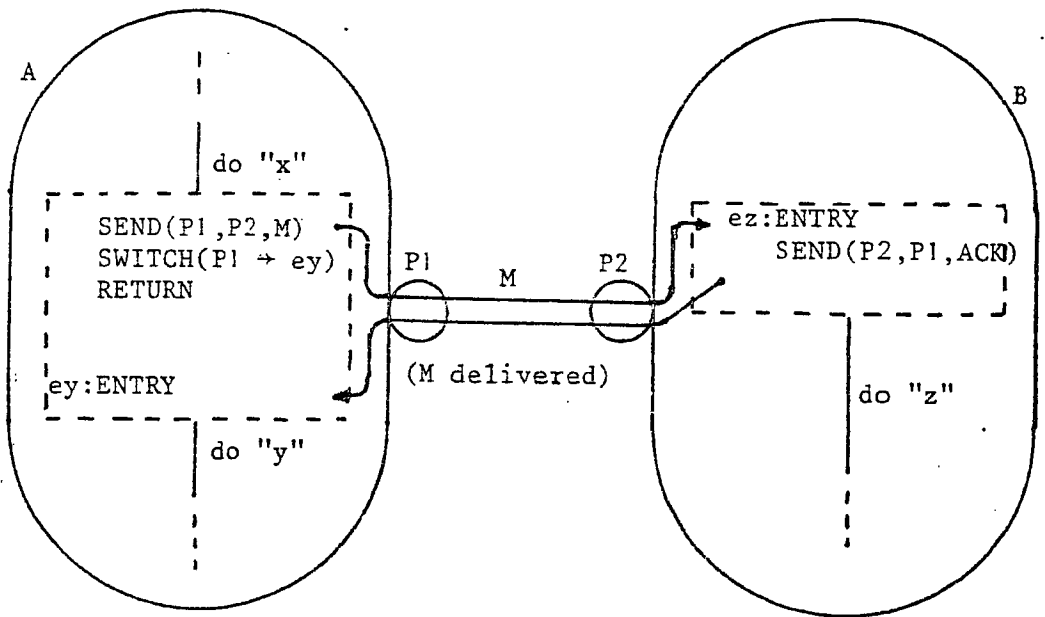 A
B
do "x"
SEND(P1,P2,M)
SWITCH(P1 → ey)
RETURN
ey:ENTRY
do "y"
P1
M
P2
(M delivered)
ez:ENTRY
SEND(P2,P1,ACK)
do "z"